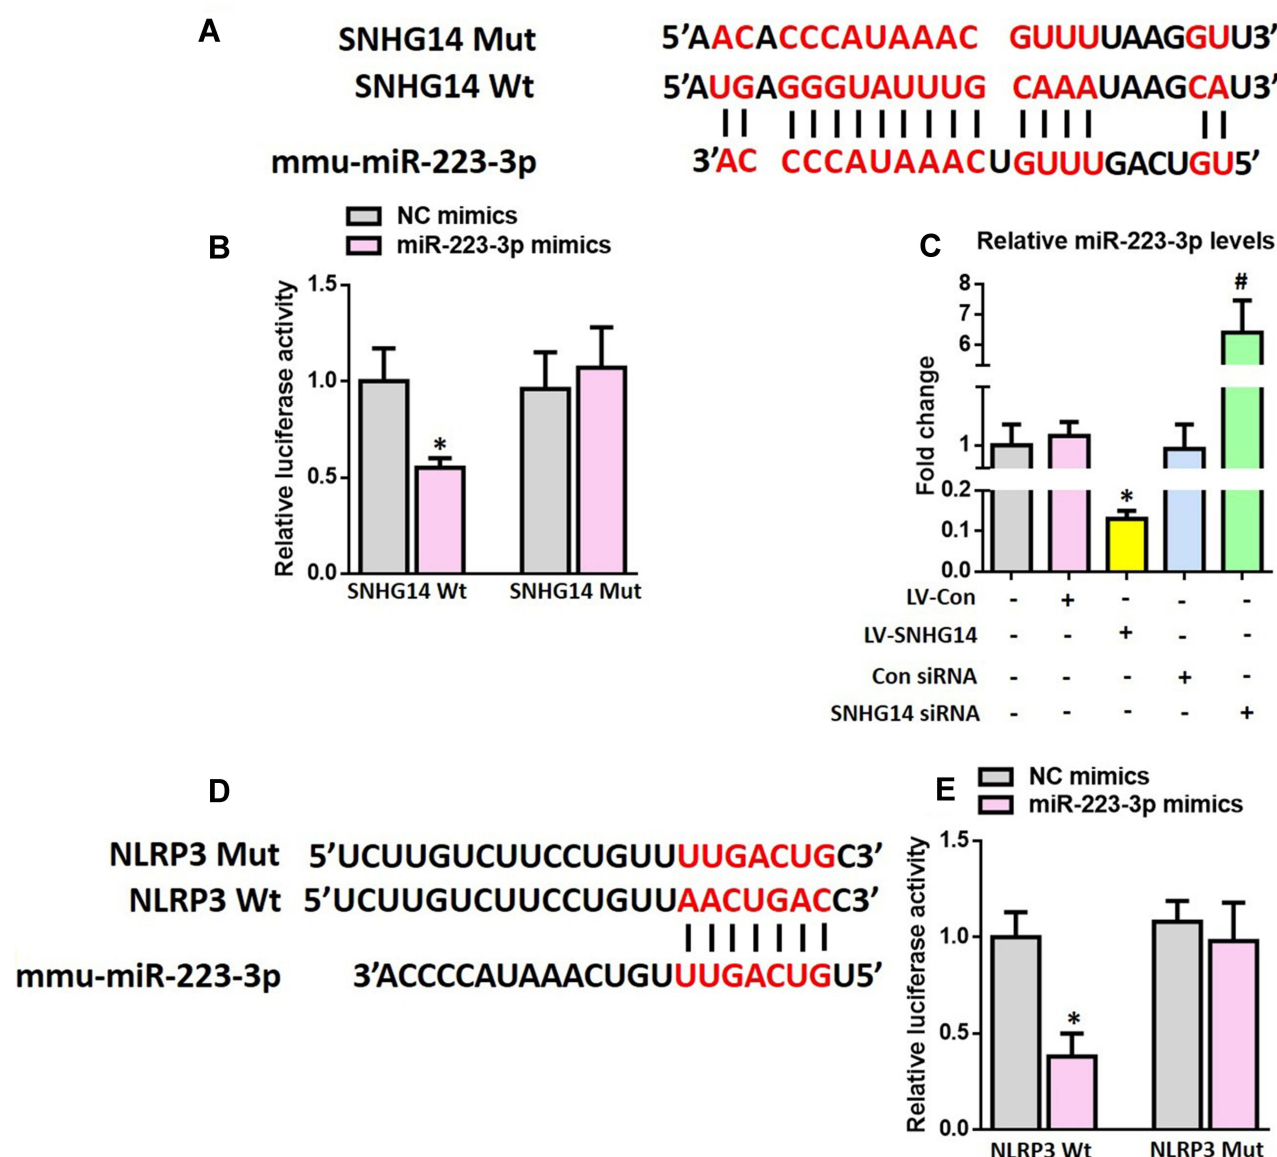 A
SNHG14 Mut 5’AACACCCAUAAAC GUUUUAAGGUU3’
SNHG14 Wt 5’AUGAGGGUAUUUG CAAAUAAGCAU3’
mmu-miR-223-3p 3’AC CCCAUAAACUGUUUGACUGU5’
B
NC mimics
miR-223-3p mimics
Relative luciferase activity
1.5
1.0
0.5
0.0
*
SNHG14 Wt SNHG14 Mut
C
Relative miR-223-3p levels
Fold change
8
7
6
1
0.2
0.1
0.0
*
#
LV-Con - + - - -
LV-SNHG14 - - + - -
Con siRNA - - - + -
SNHG14 siRNA - - - - +
D
NLRP3 Mut 5’UCUUGUCUUCCUGUUUUGACUGC3’
NLRP3 Wt 5’UCUUGUCUUCCUGUUAACUGACC3’
mmu-miR-223-3p 3’ACCCCAUAAACUGUUUGACUGU5’
E
NC mimics
miR-223-3p mimics
Relative luciferase activity
1.5
1.0
0.5
0.0
*
NLRP3 Wt NLRP3 Mut